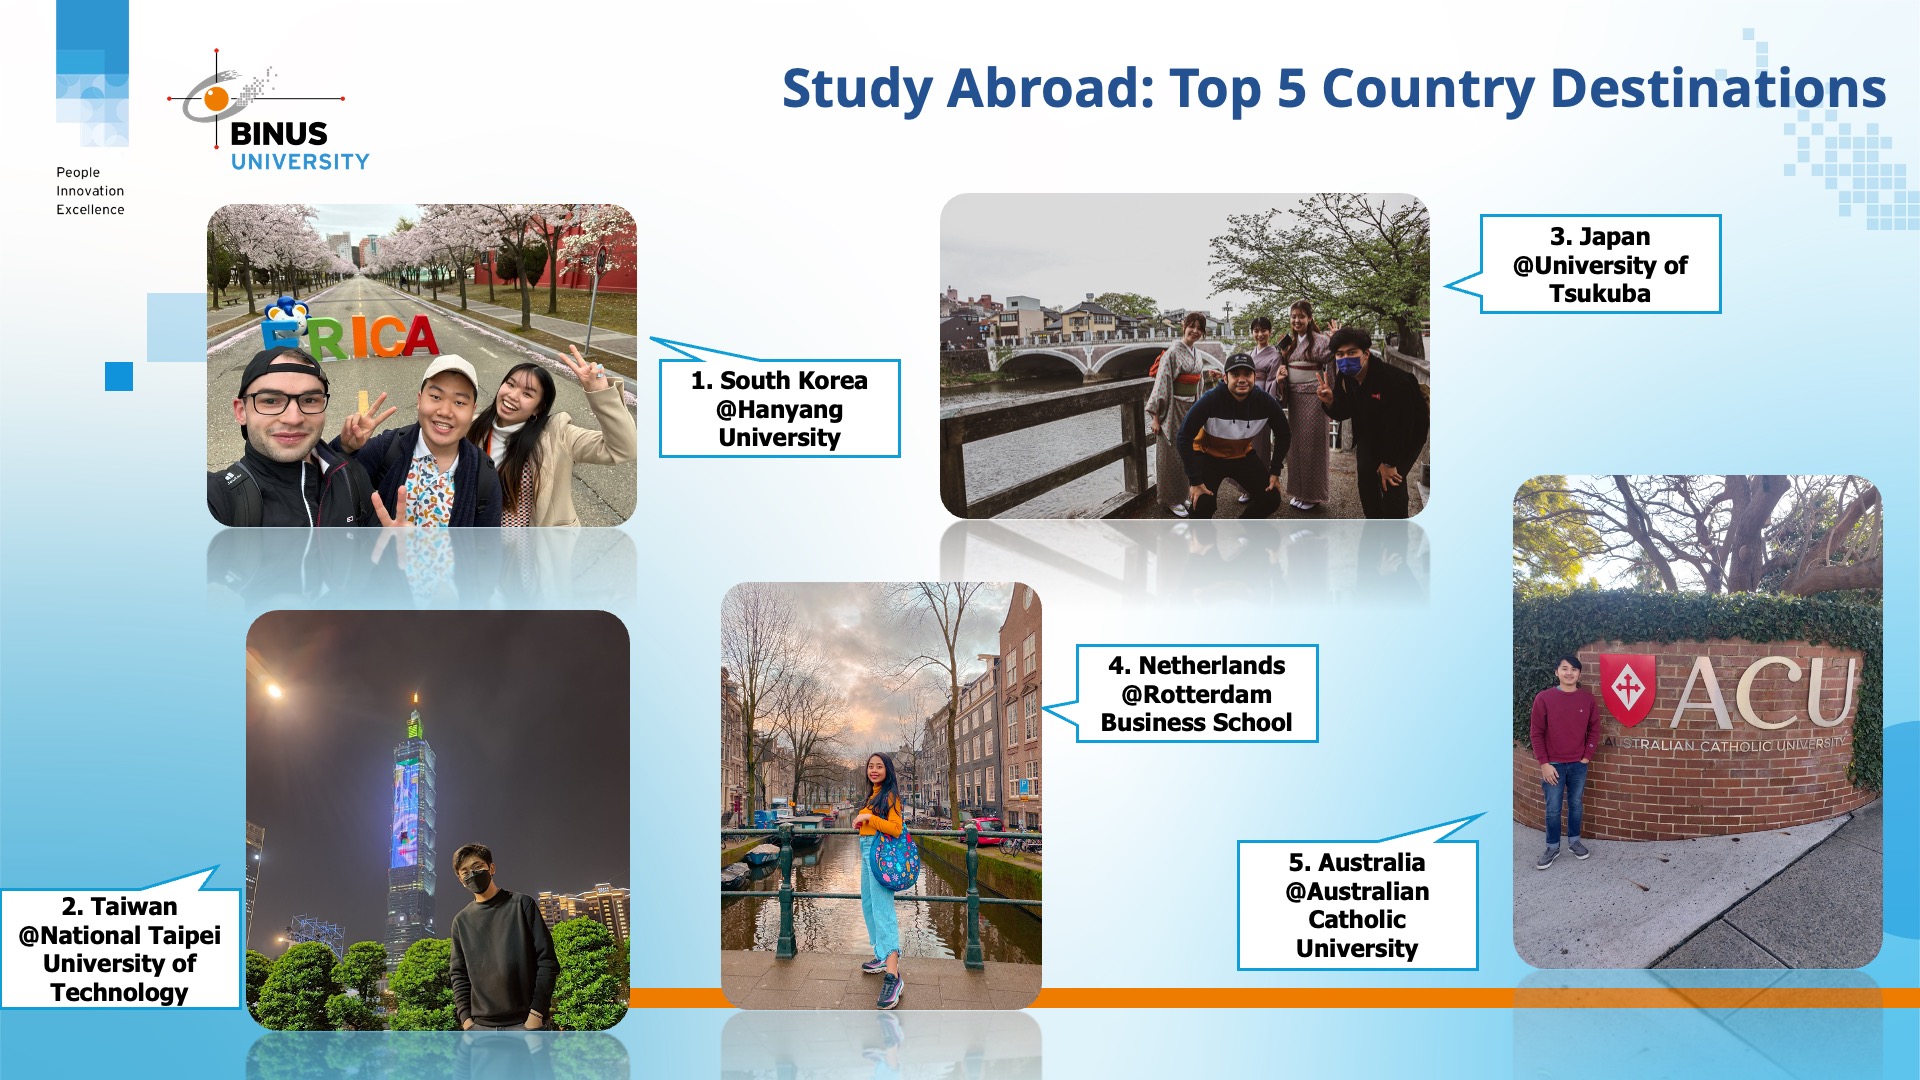 People
Innovation
Excellence
BINUS
UNIVERSITY
Study Abroad: Top 5 Country Destinations
ERICA
1. South Korea
@Hanyang
University
3. Japan
@University of
Tsukuba
2. Taiwan
@National Taipei
University of
Technology
4. Netherlands
@Rotterdam
Business School
5. Australia
@Australian
Catholic
University
ACU
AUSTRALIAN CATHOLIC UNIVERSITY
P